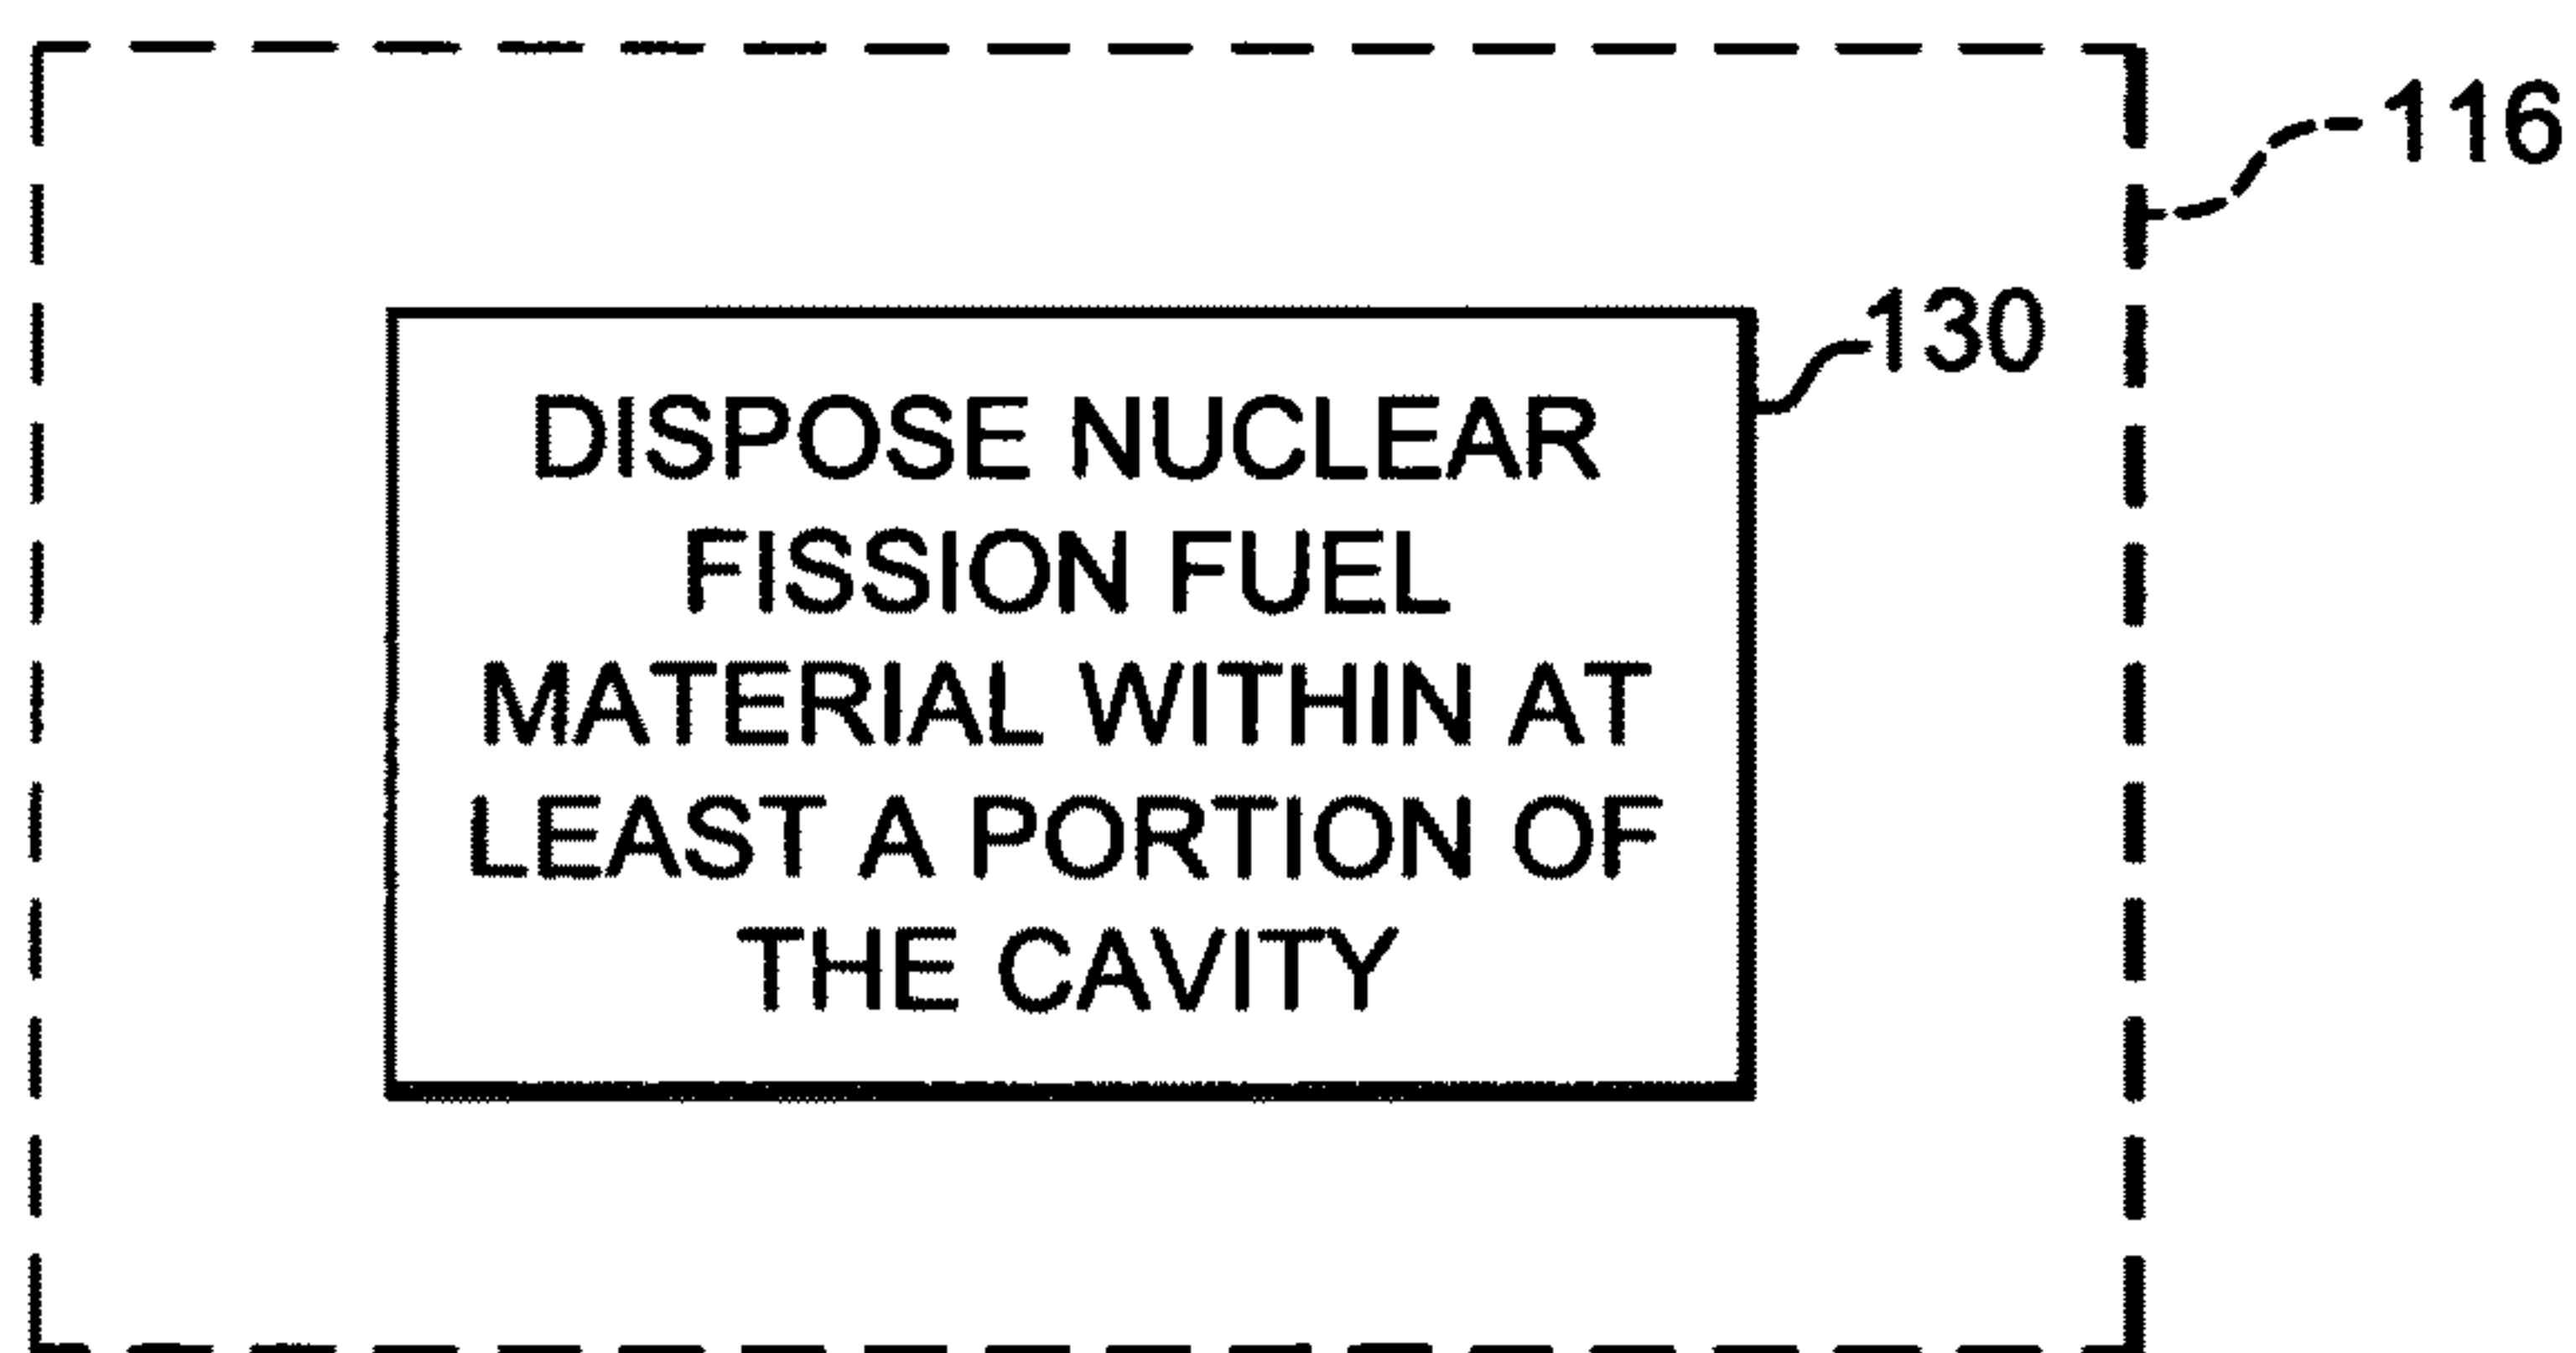 116
130
DISPOSE NUCLEAR
FISSION FUEL
MATERIAL WITHIN AT
LEAST A PORTION OF
THE CAVITY